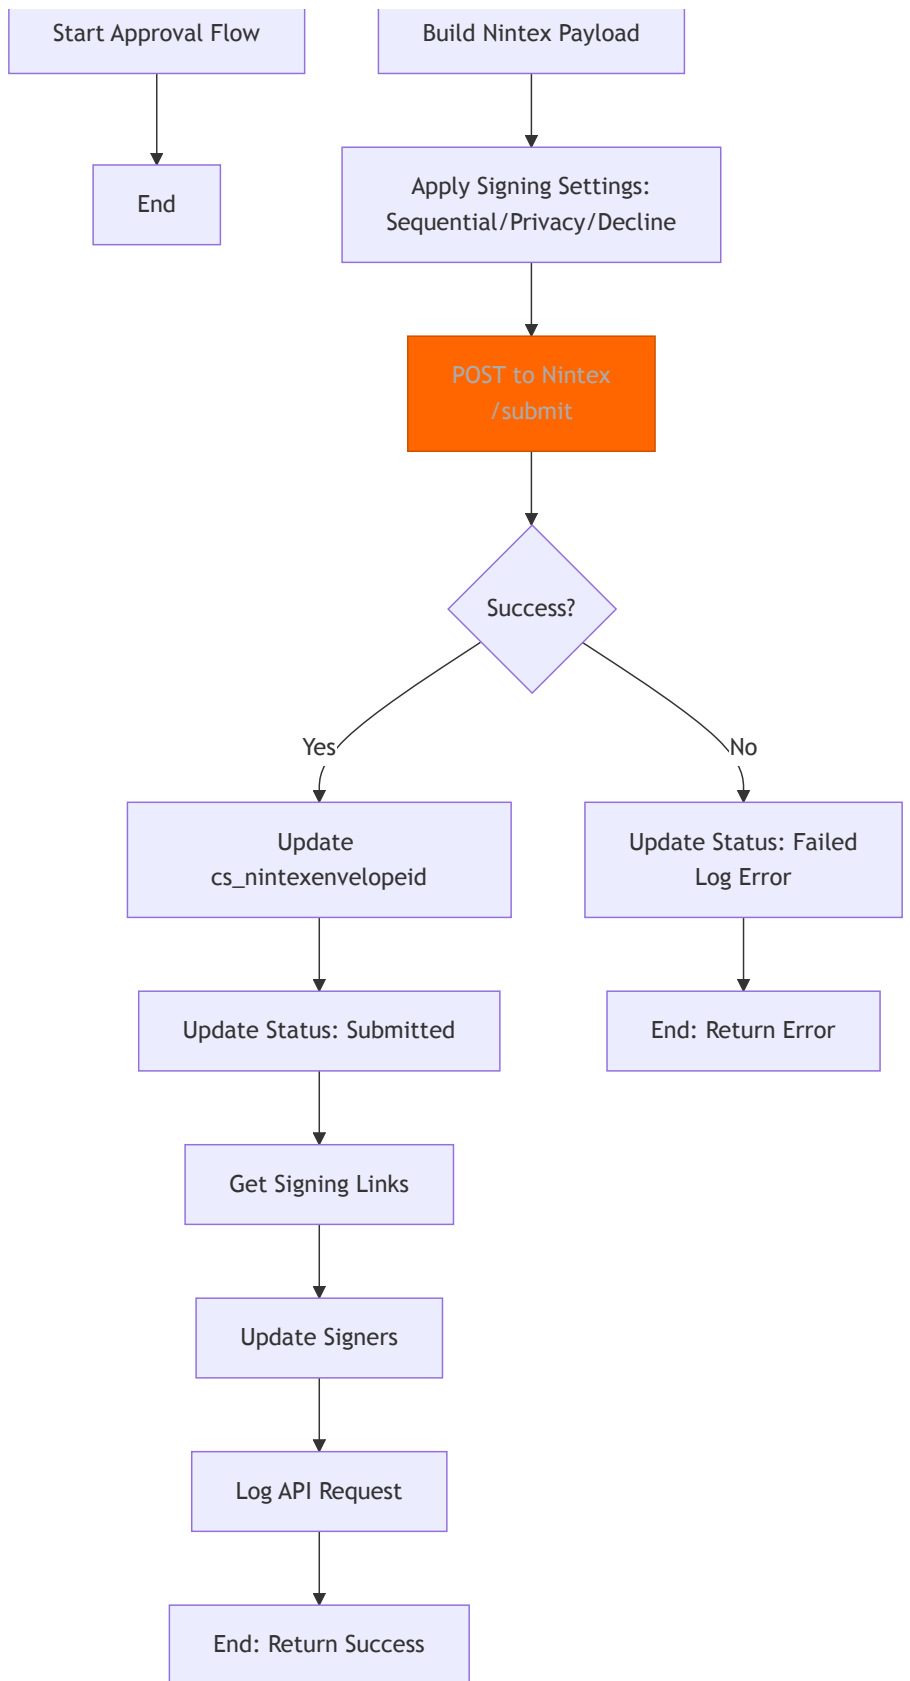 Start Approval Flow
Build Nintex Payload
End
Apply Signing Settings:
Sequential/Privacy/Decline
POST to Nintex
/submit
Success?
Yes
No
Update
cs_nintexenvelopeid
Update Status: Failed
Log Error
Update Status: Submitted
End: Return Error
Get Signing Links
Update Signers
Log API Request
End: Return Success